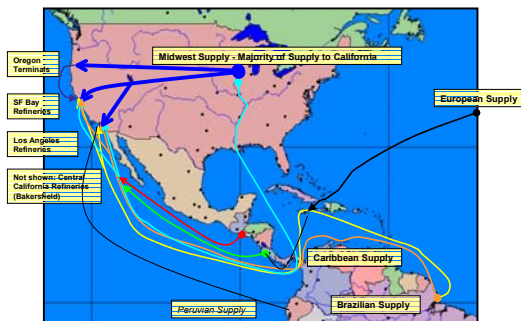 Oregon
Terminals
Midwest Supply - Majority of Supply to California
European Supply
SF Bay
Refineries
Los Angeles
Refineries
Not shown: Central
California Refineries
(Bakersfield)
Caribbean Supply
Peruvian Supply
Brazilian Supply